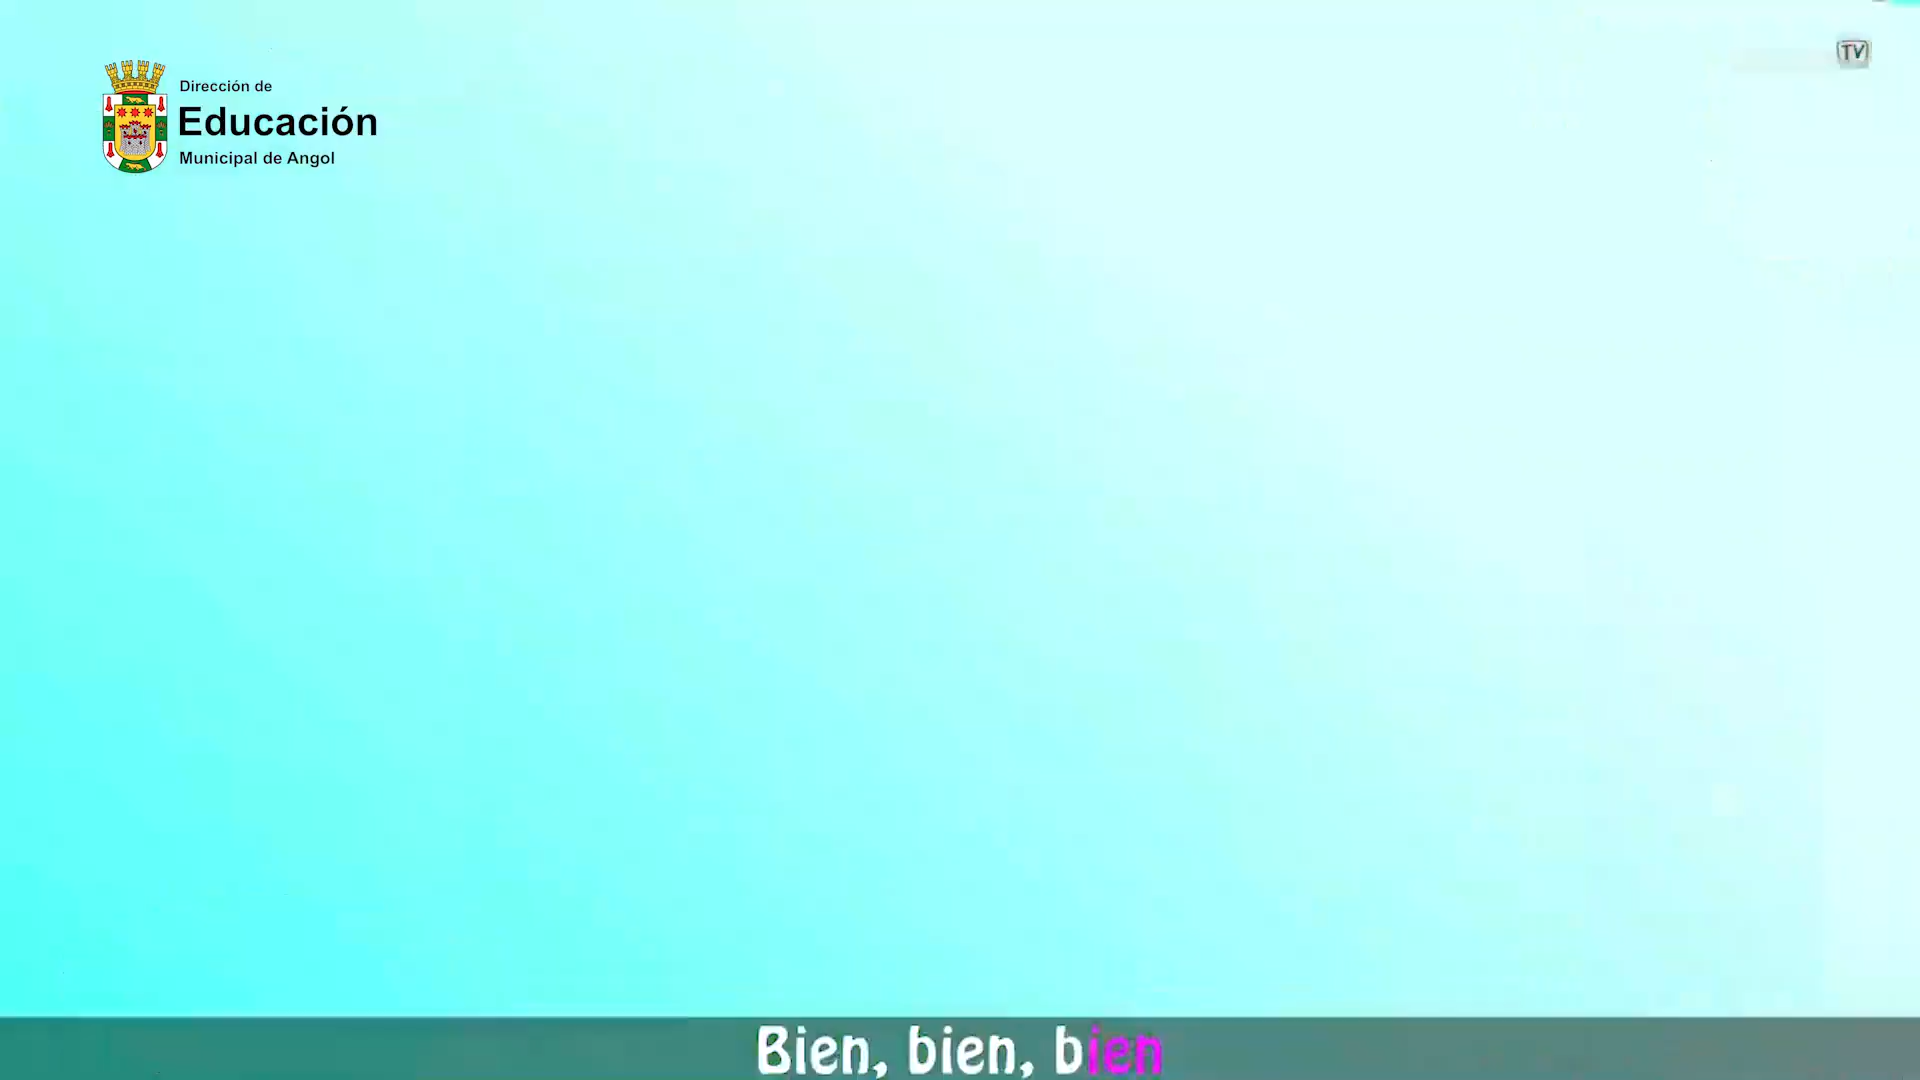 Dirección de
Educación
Municipal de Angol
TV
Bien, bien, bien